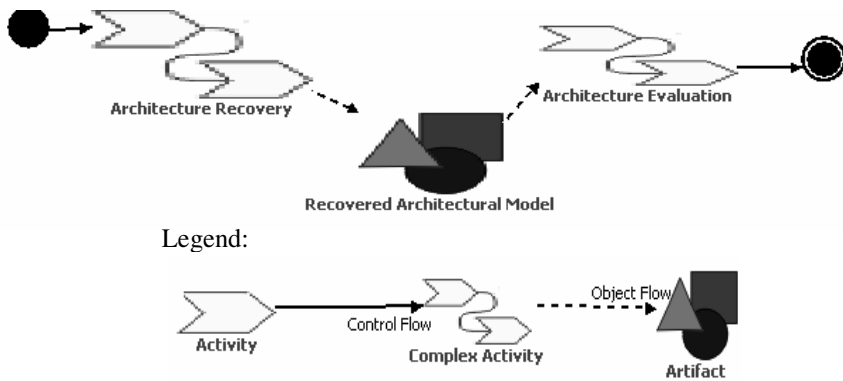 Architecture Recovery
Architecture Evaluation
Recovered Architectural Model
Legend:
Activity
Control Flow
Complex Activity
Object Flow
Artifact